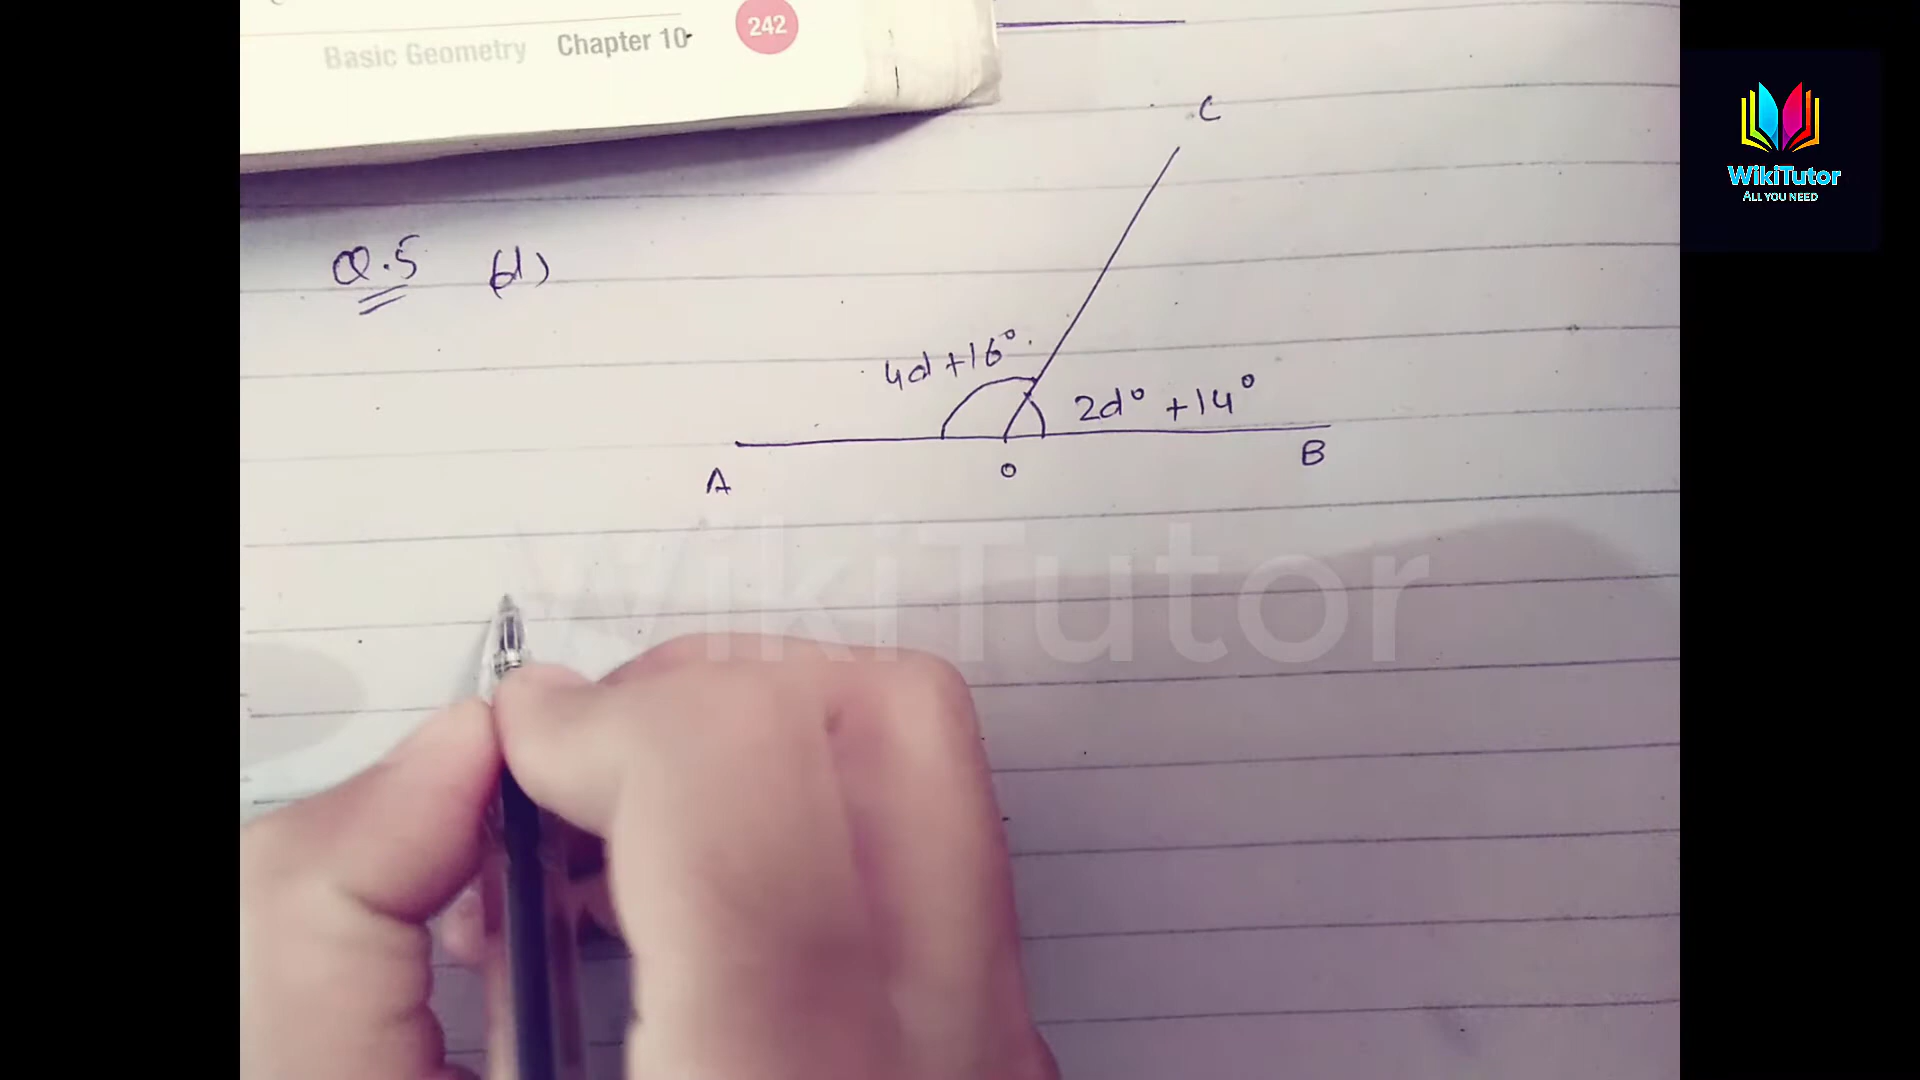 Basic Geometry Chapter 10 242
WikiTutor
ALL YOU NEED
C
Q.5 (d)
4d+16°
2d° +14°
A O B
WikiTutor